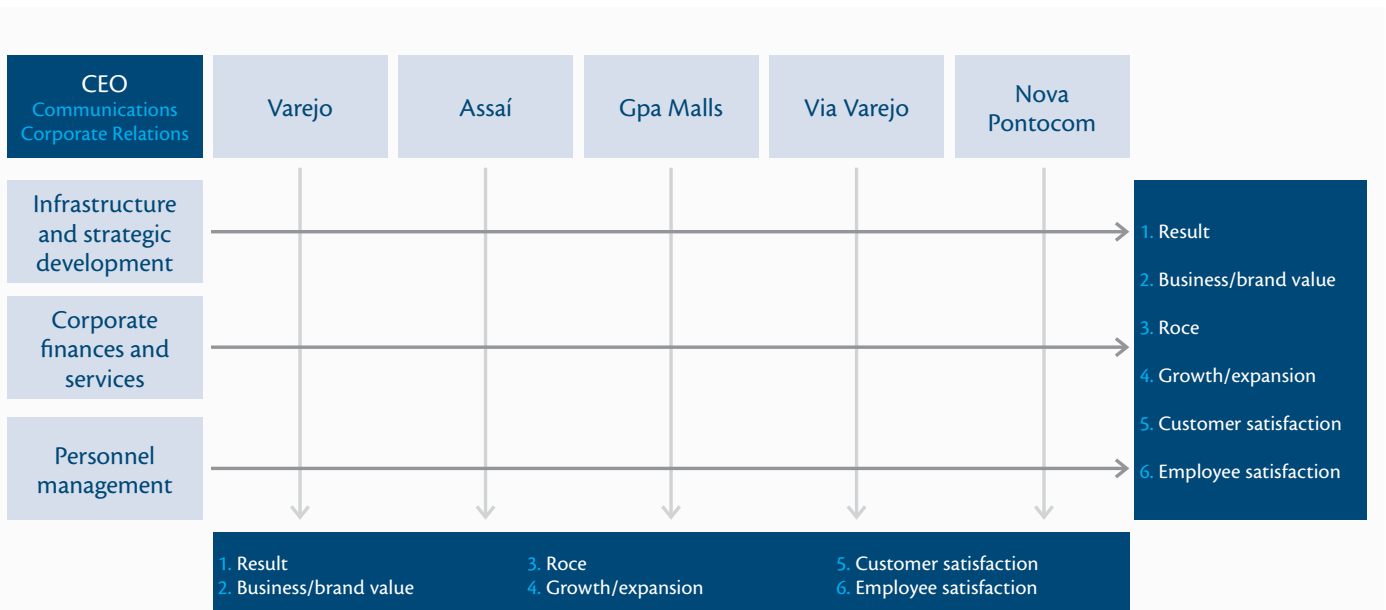 CEO
Communications
Corporate Relations
Varejo
Assaí
Gpa Malls
Via Varejo
Nova
Pontocom
Infrastructure
and strategic
development
Corporate
finances and
services
Personnel
management
1. Result
2. Business/brand value
3. Roce
4. Growth/expansion
5. Customer satisfaction
6. Employee satisfaction
1. Result
2. Business/brand value
3. Roce
4. Growth/expansion
5. Customer satisfaction
6. Employee satisfaction